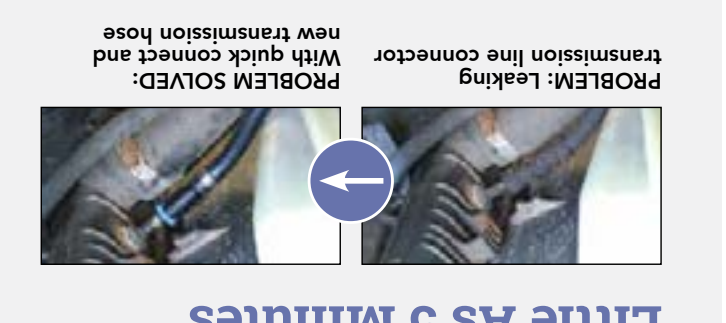 Little As 5 Minutes
PROBLEM: Leaking
transmission line connector
PROBLEM SOLVED:
With quick connect and
new transmission hose